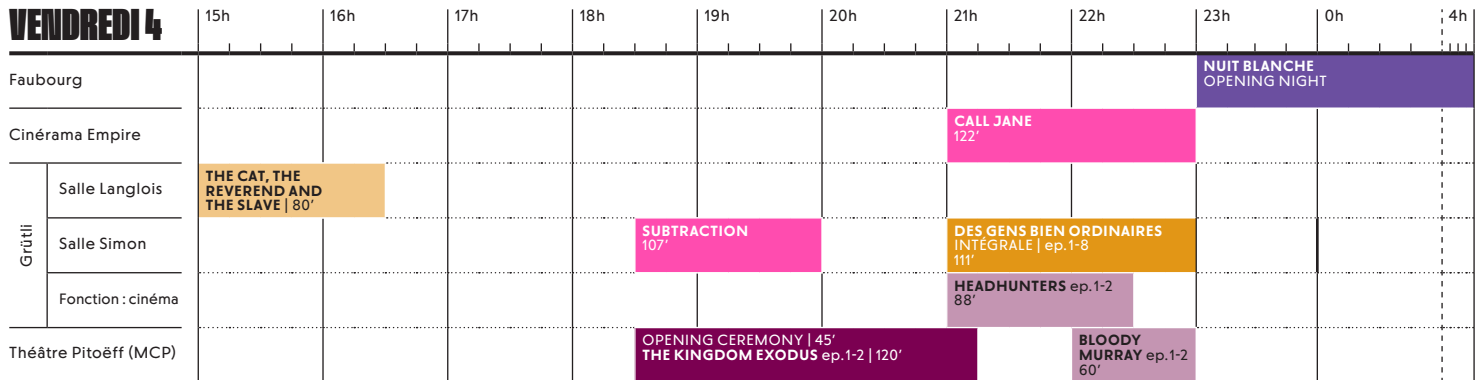 VENDREDI 4
15h 16h 17h 18h 19h 20h 21h 22h 23h 0h 4h
Faubourg
NUIT BLANCHE
OPENING NIGHT
Cinérama Empire
CALL JANE
122′
Grütli
Salle Langlois
THE CAT, THE
REVEREND AND
THE SLAVE | 80′
Salle Simon
SUBTRACTION
107′
DES GENS BIEN ORDINAIRES
INTÉGRALE | ep.1-8
111′
Fonction : cinéma
HEADHUNTERS ep.1-2
88′
Théâtre Pitoëff (MCP)
OPENING CEREMONY | 45′
THE KINGDOM EXODUS ep.1-2 | 120′
BLOODY
MURRAY ep.1-2
60′